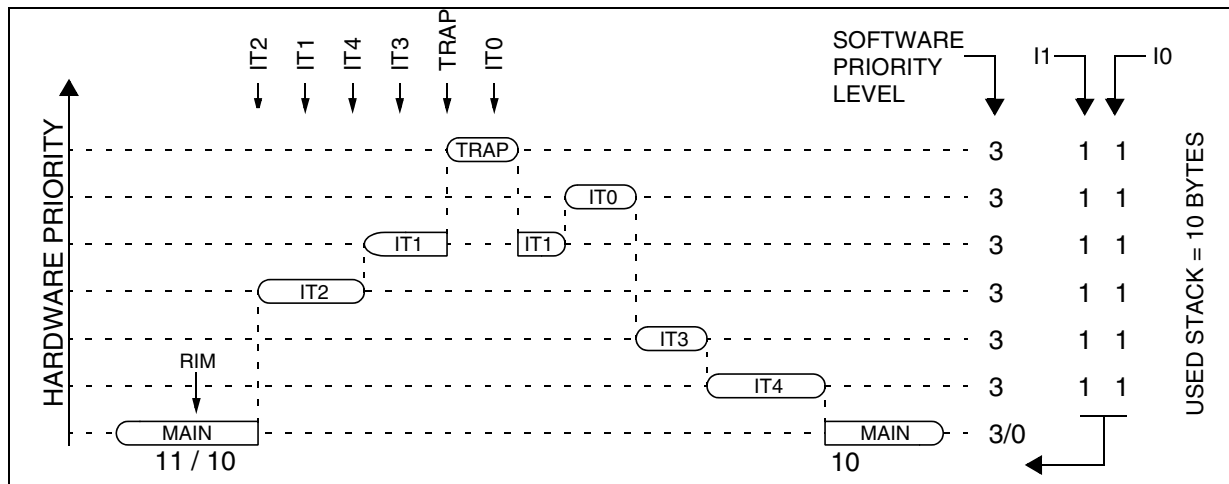 IT2
IT1
IT4
IT3
TRAP
IT0
SOFTWARE
PRIORITY
LEVEL
I1
I0
HARDWARE PRIORITY
TRAP
3
1 1
IT0
3
1 1
IT1
IT1
3
1 1
IT2
3
1 1
IT3
3
1 1
RIM
IT4
3
1 1
MAIN
MAIN
3/0
11 / 10
10
USED STACK = 10 BYTES